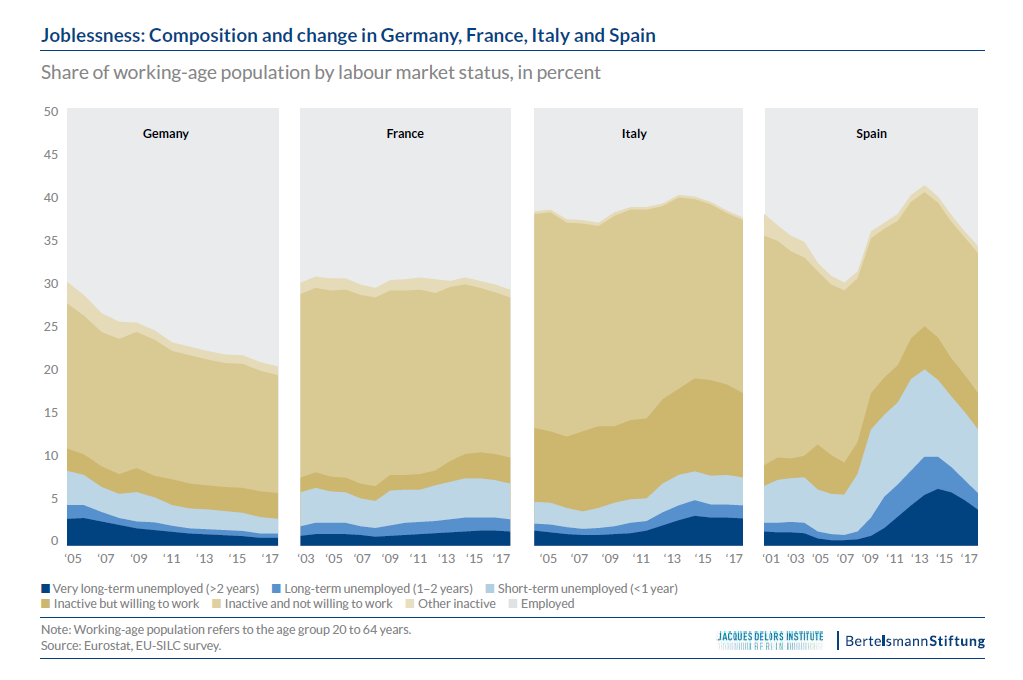 Joblessness: Composition and change in Germany, France, Italy and Spain
Share of working-age population by labour market status, in percent
50
45
40
35
30
25
20
15
10
5
0
Gemany
France
Italy
Spain
'05 '07 '09 '11 '13 '15 '17
'03 '05 '07 '09 '11 '13 '15 '17
'05 '07 '09 '11 '13 '15 '17
'01 '03 '05 '07 '09 '11 '13 '15 '17
Very long-term unemployed (>2 years) Long-term unemployed (1–2 years) Short-term unemployed (<1 year)
Inactive but willing to work Inactive and not willing to work Other inactive Employed
Note: Working-age population refers to the age group 20 to 64 years.
Source: Eurostat, EU-SILC survey.
JACQUES DELORS INSTITUTE
BERLIN
BertelsmannStiftung